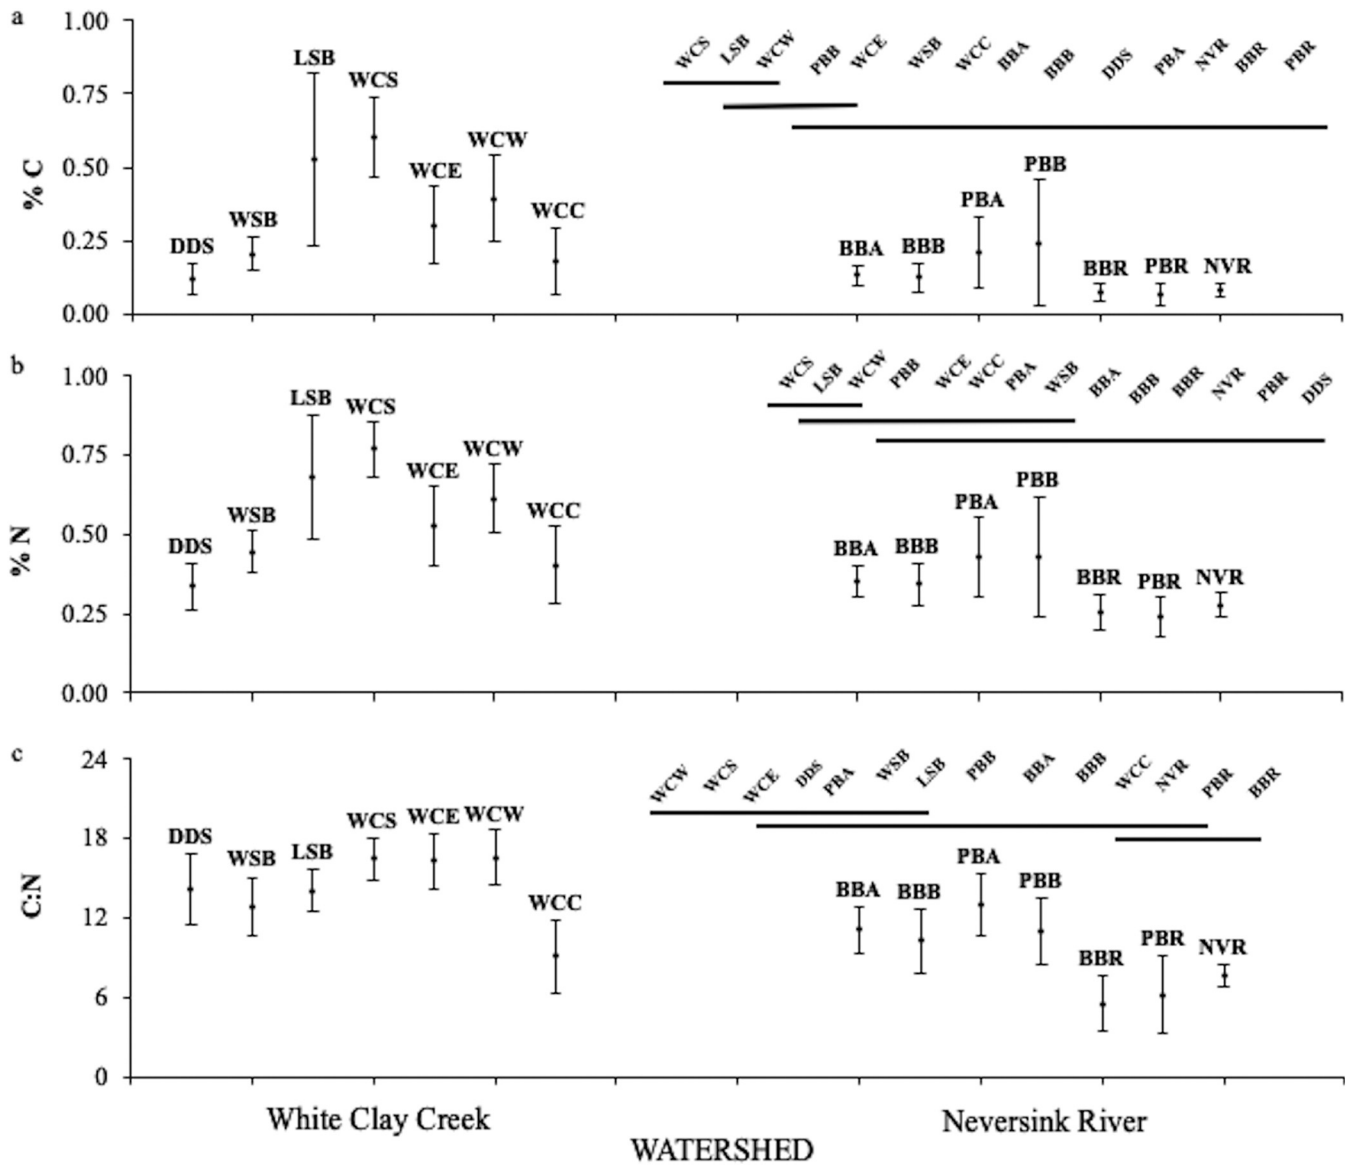 a
1.00
0.75
0.50
0.25
0.00
% C
DDS WSB LSB WCS WCE WCW WCC
BBA BBB PBA PBB BBR PBR NVR
WCS LSB WCW PBB WCE WSB WCC BBA BBB DDS PBA NVR BBR PBR
b
1.00
0.75
0.50
0.25
0.00
% N
DDS WSB LSB WCS WCE WCW WCC
BBA BBB PBA PBB BBR PBR NVR
WCS LSB WCW PBB WCE WCC PBA WSB BBA BBB BBR NVR PBR DDS
c
24
18
12
6
0
C:N
DDS WSB LSB WCS WCE WCW WCC
BBA BBB PBA PBB BBR PBR NVR
WCW WCS WCE DDS PBA WSB LSB PBB BBA BBB WCC NVR PBR BBR
White Clay Creek
Neversink River
WATERSHED